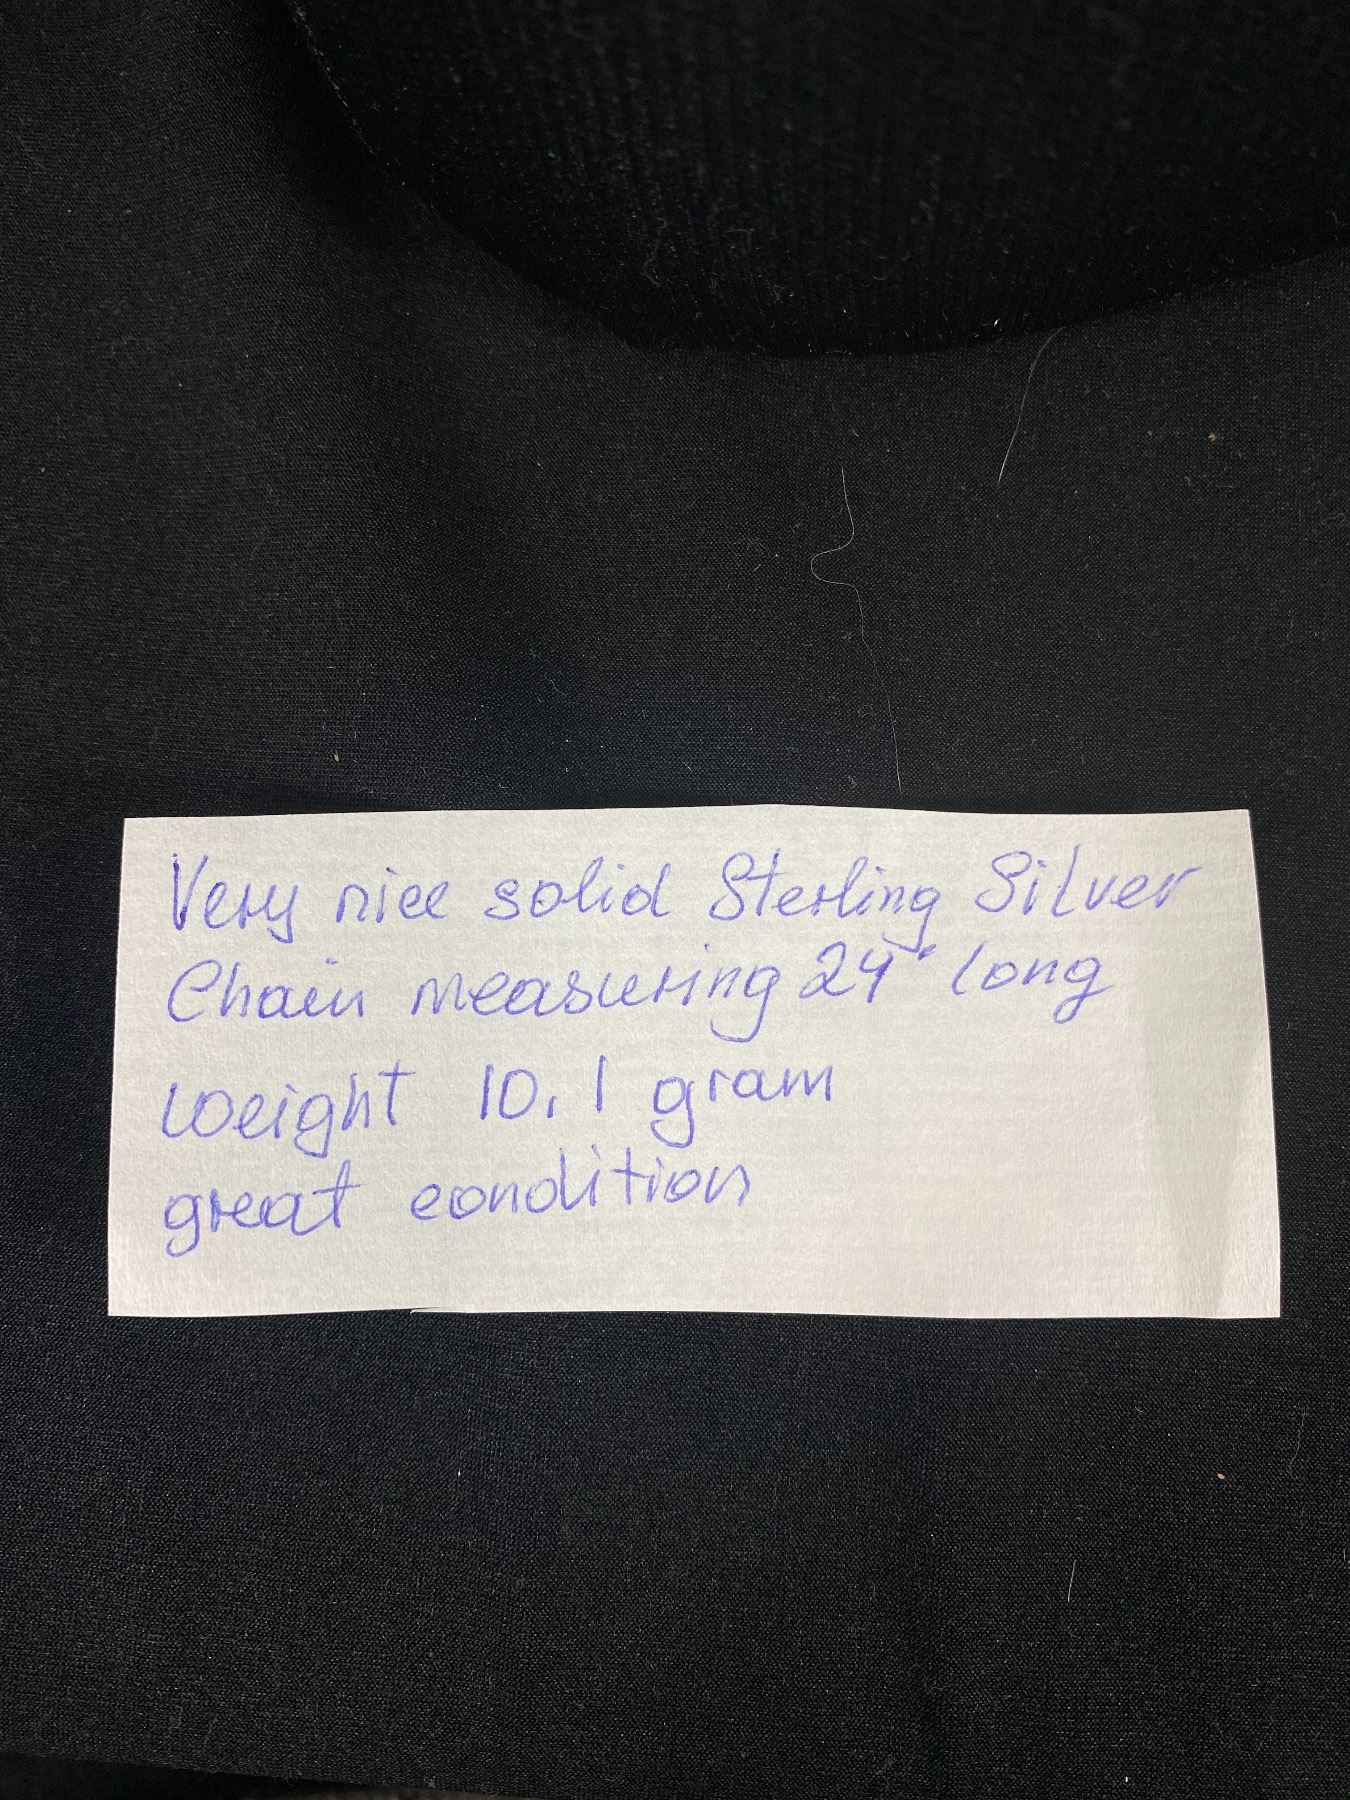 Very nice solid Sterling Silver
Chain measuring 24" long
weight 10.1 gram
great condition